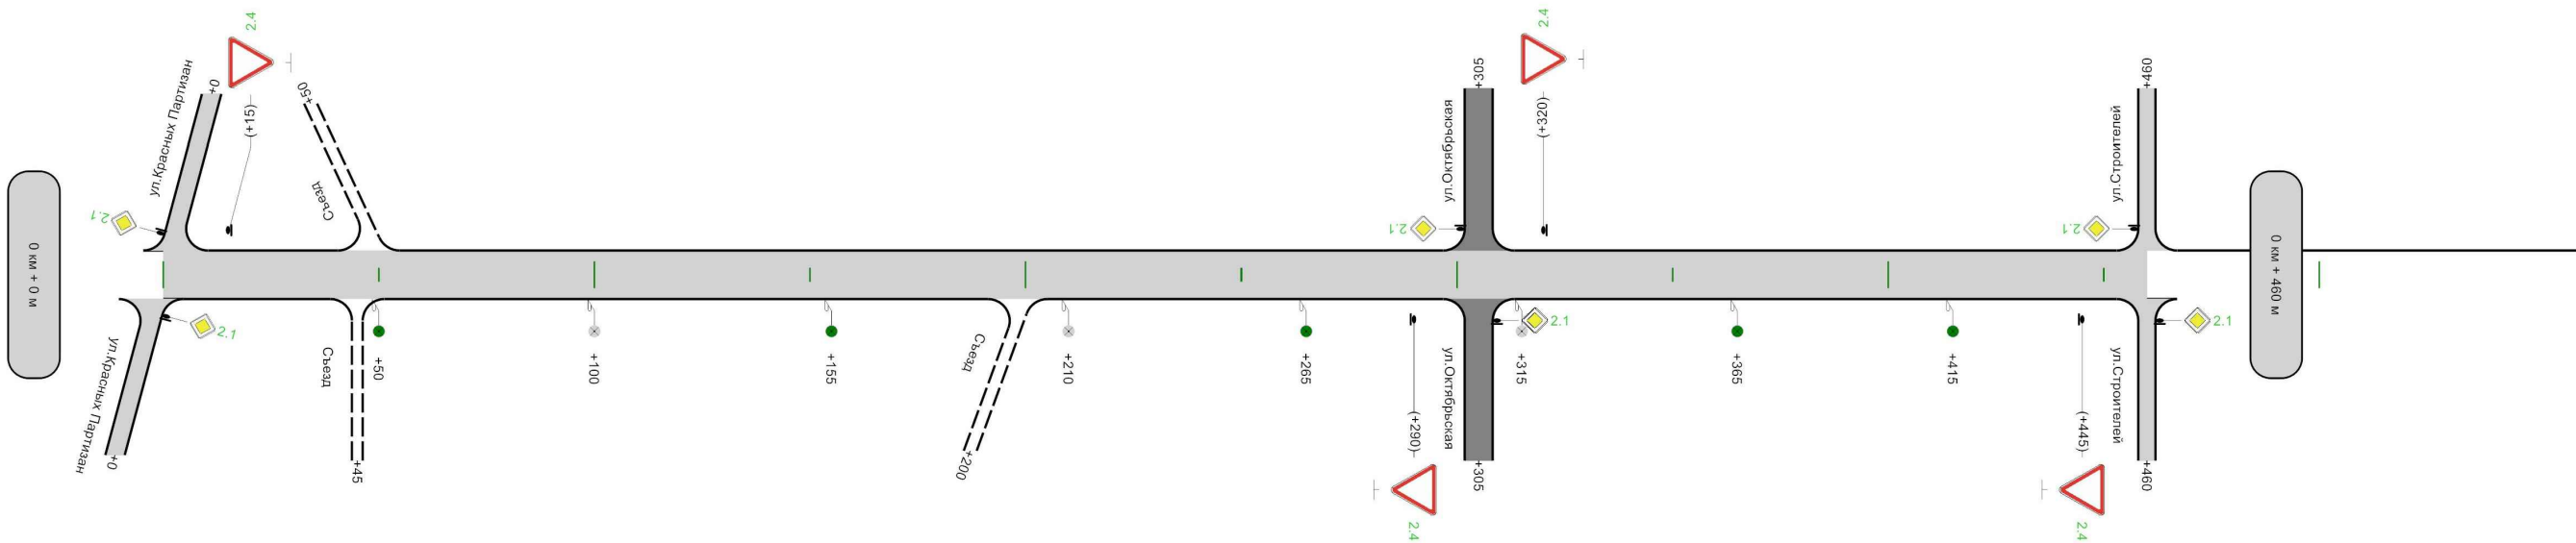 0 км + 0 м
2.4
(+15)
+0
ул.Красных Партизан
2.1
+50
Съезд
2.1
ул.Красных Партизан
+0
Съезд
+45
+50
+100
+155
Съезд
+200
+210
+265
2.4
+305
ул.Октябрьская
(+320)
2.1
2.1
(+290)
ул.Октябрьская
+305
2.4
+315
+365
+415
+460
ул.Строителей
2.1
2.1
(+445)
ул.Строителей
+460
2.4
0 км + 460 м